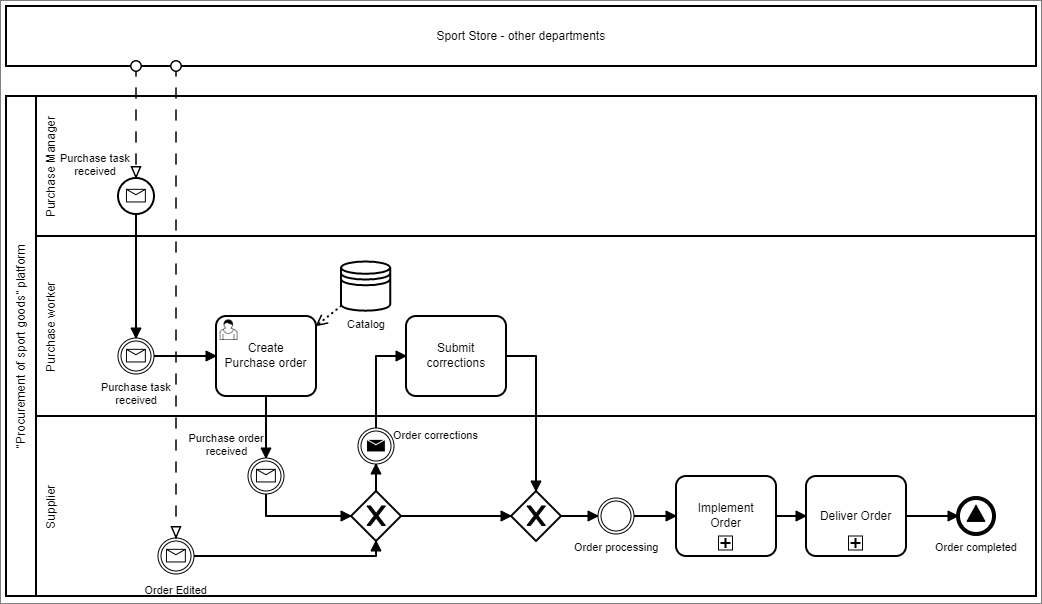 Sport Store - other departments
"Procurement of sport goods" platform
Purchase Manager
Purchase task
received
Purchase worker
Purchase task
received
Create
Purchase order
Catalog
Submit
corrections
Supplier
Purchase order
received
Order corrections
Order Edited
Order processing
Implement
Order
Deliver Order
Order completed